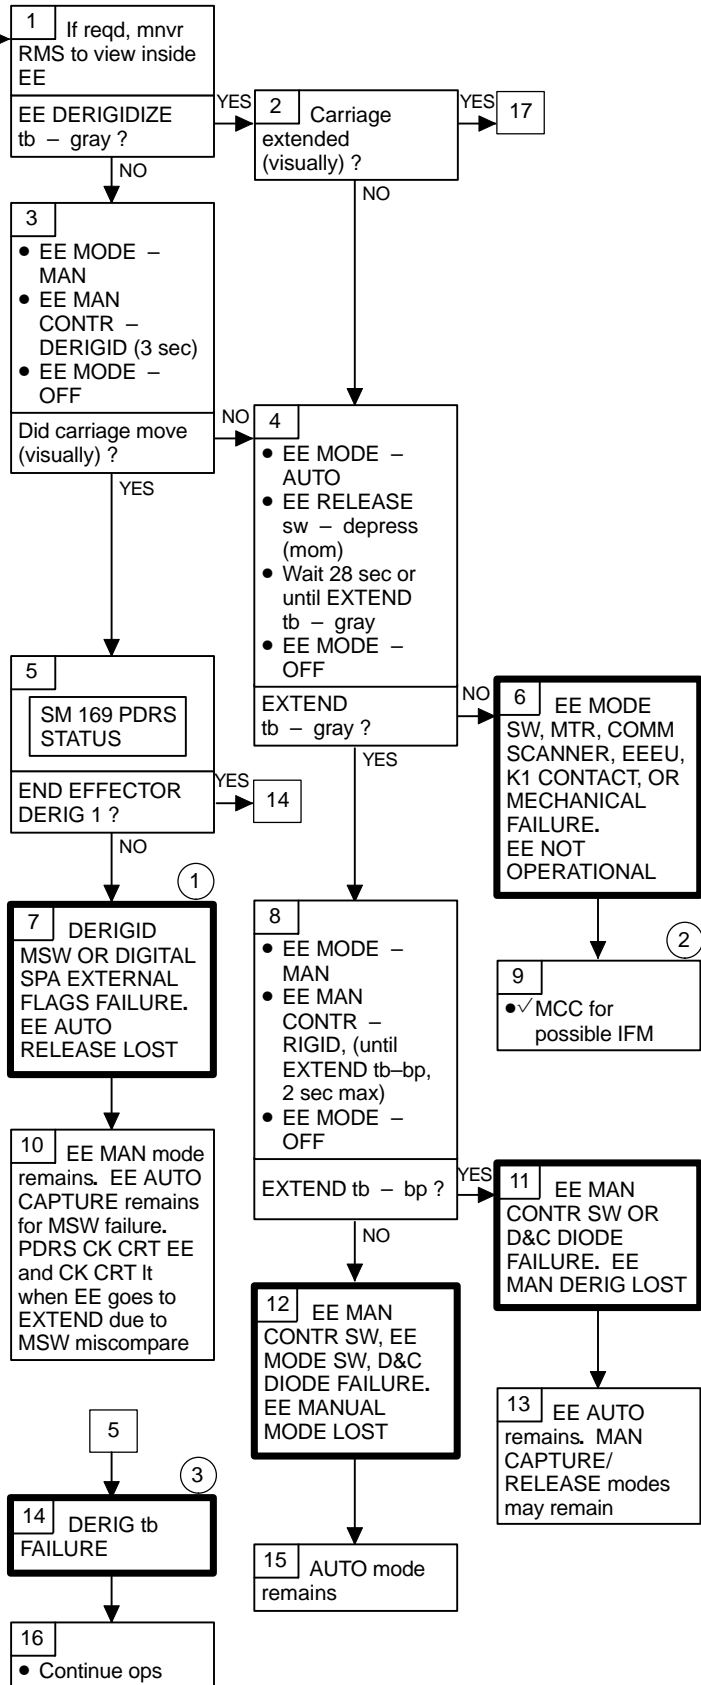 1 If reqd, mnvr
RMS to view inside
EE
EE DERIGIDIZE
tb – gray ?
YES
NO
2 Carriage
extended
(visually) ?
YES
17
NO
3
● EE MODE –
MAN
● EE MAN
CONTR –
DERIGID (3 sec)
● EE MODE –
OFF
Did carriage move
(visually) ?
NO
YES
4
● EE MODE –
AUTO
● EE RELEASE
sw – depress
(mom)
● Wait 28 sec or
until EXTEND
tb – gray
● EE MODE –
OFF
EXTEND
tb – gray ?
NO
YES
5
SM 169 PDRS
STATUS
END EFFECTOR
DERIG 1 ?
YES
14
NO
6 EE MODE
SW, MTR, COMM
SCANNER, EEEU,
K1 CONTACT, OR
MECHANICAL
FAILURE.
EE NOT
OPERATIONAL
1
7 DERIGID
MSW OR DIGITAL
SPA EXTERNAL
FLAGS FAILURE.
EE AUTO
RELEASE LOST
8
● EE MODE –
MAN
● EE MAN
CONTR –
RIGID, (until
EXTEND tb–bp,
2 sec max)
● EE MODE –
OFF
EXTEND tb – bp ?
YES
NO
2
9
●√MCC for
possible IFM
10 EE MAN mode
remains. EE AUTO
CAPTURE remains
for MSW failure.
PDRS CK CRT EE
and CK CRT lt
when EE goes to
EXTEND due to
MSW miscompare
11 EE MAN
CONTR SW OR
D&C DIODE
FAILURE. EE
MAN DERIG LOST
12 EE MAN
CONTR SW, EE
MODE SW, D&C
DIODE FAILURE.
EE MANUAL
MODE LOST
13 EE AUTO
remains. MAN
CAPTURE/
RELEASE modes
may remain
5
3
14 DERIG tb
FAILURE
15 AUTO mode
remains
16
● Continue ops